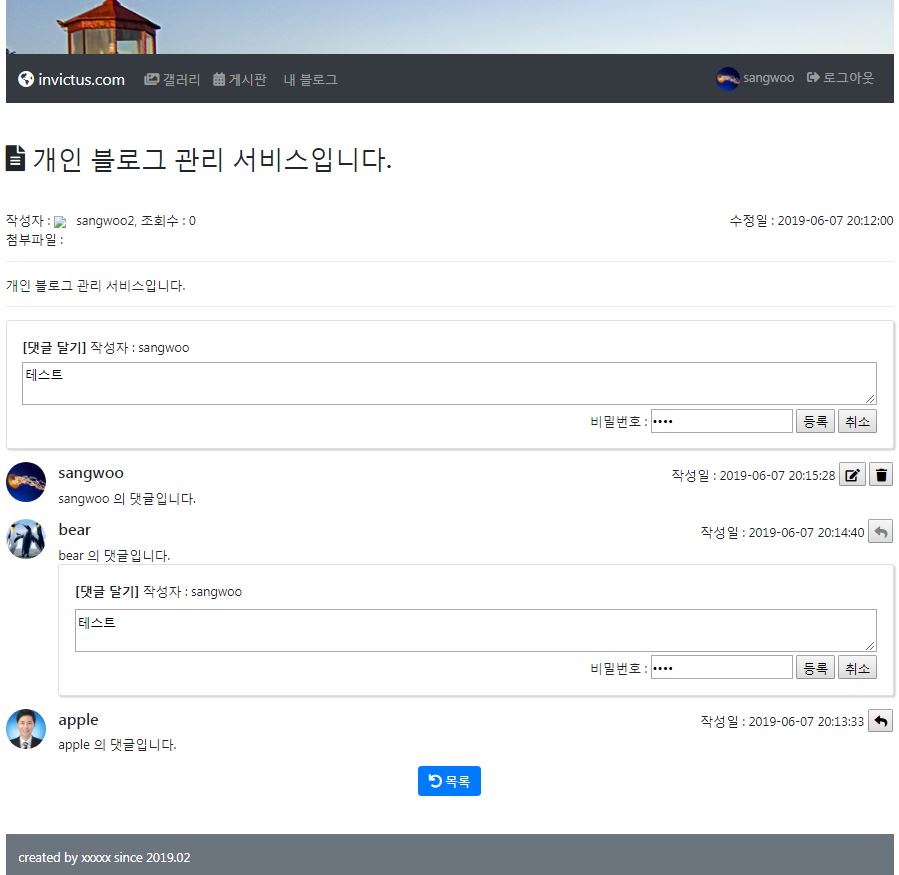 invictus.com 갤러리 게시판 내 블로그 sangwoo 로그아웃
개인 블로그 관리 서비스입니다.
작성자 : sangwoo2, 조회수 : 0 수정일 : 2019-06-07 20:12:00
첨부파일 :
개인 블로그 관리 서비스입니다.
[댓글 달기] 작성자 : sangwoo
테스트
비밀번호 : •••• 등록 취소
sangwoo 작성일 : 2019-06-07 20:15:28
sangwoo 의 댓글입니다.
bear 작성일 : 2019-06-07 20:14:40
bear 의 댓글입니다.
[댓글 달기] 작성자 : sangwoo
테스트
비밀번호 : •••• 등록 취소
apple 작성일 : 2019-06-07 20:13:33
apple 의 댓글입니다.
목록
created by xxxxx since 2019.02